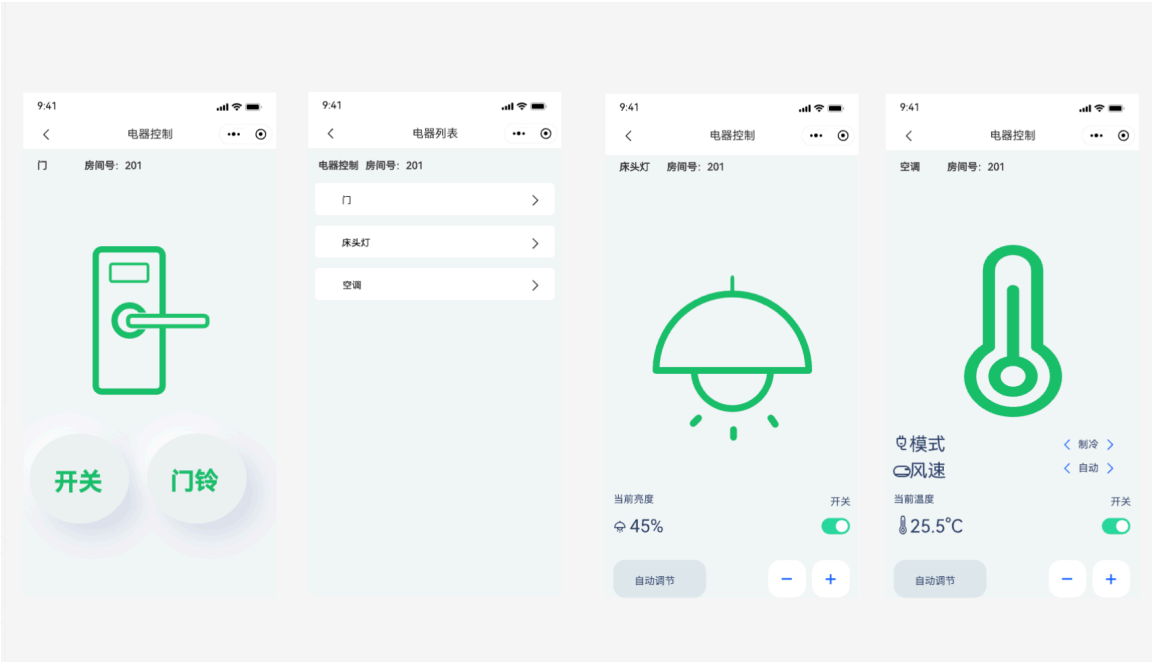 9:41
电器控制
门 房间号：201
开关 门铃
9:41
电器列表
电器控制 房间号：201
门
床头灯
空调
9:41
电器控制
床头灯 房间号：201
当前亮度 开关
45%
自动调节 − +
9:41
电器控制
空调 房间号：201
模式 制冷
风速 自动
当前温度 开关
25.5°C
自动调节 − +